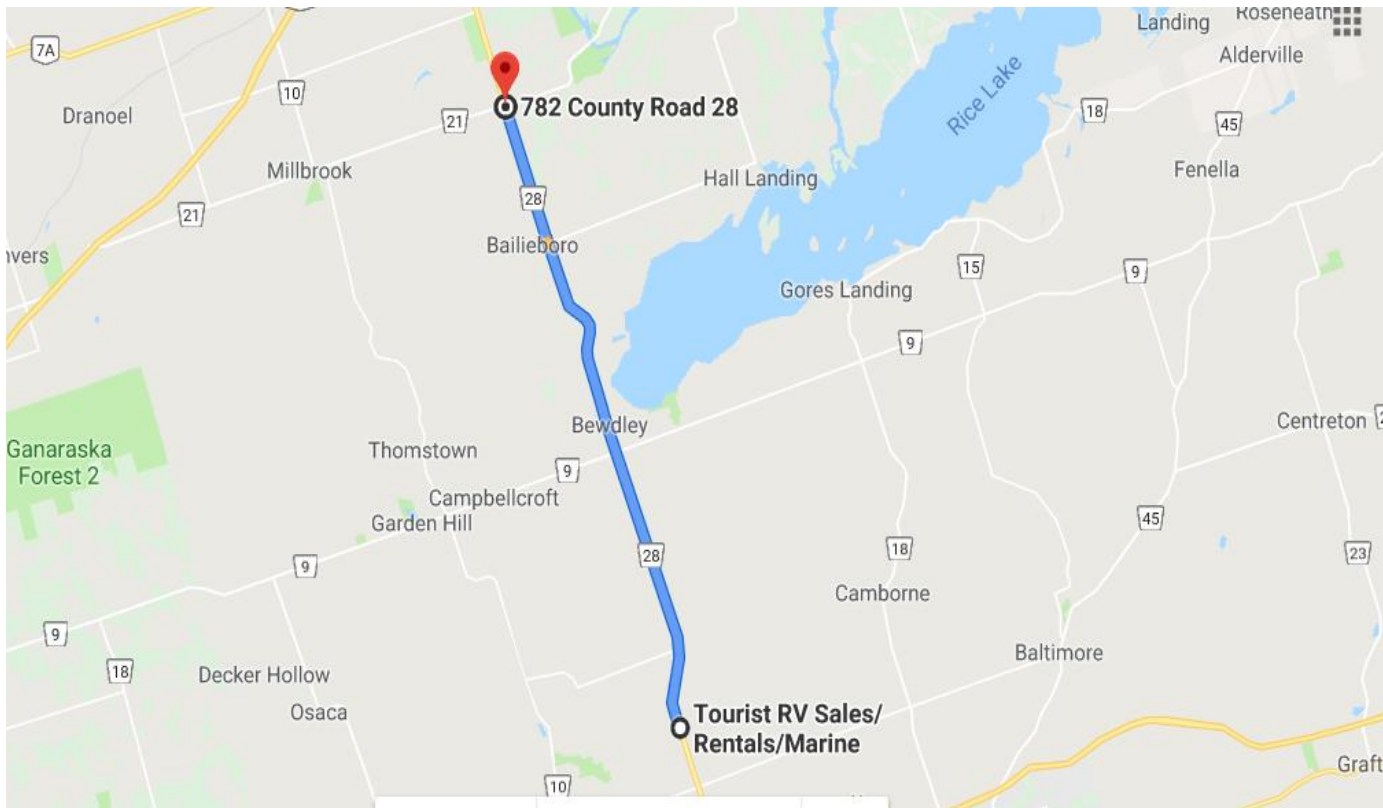 Landing
Roseneath
7A
Alderville
10
782 County Road 28
Dranoel
21
18
Rice Lake
45
Millbrook
Hall Landing
Fenella
28
21
Bailieboro
15
9
Gores Landing
9
Bewdley
Centreton
Ganaraska
Forest 2
Thomstown
9
Campbellcroft
Garden Hill
45
28
18
23
9
Camborne
9
Baltimore
18
Decker Hollow
Osaca
Tourist RV Sales/
Rentals/Marine
10